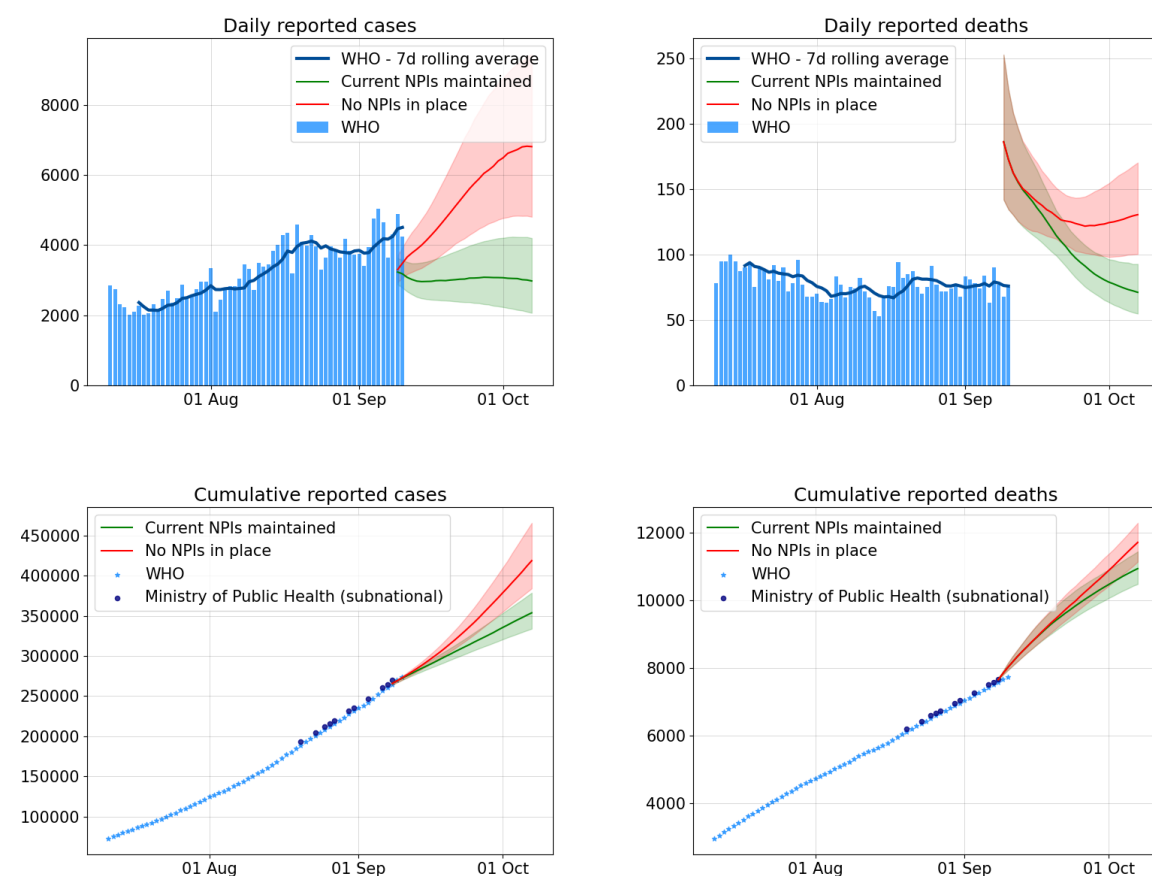 Daily reported cases
WHO - 7d rolling average
Current NPIs maintained
No NPIs in place
WHO
8000
6000
4000
2000
0
01 Aug
01 Sep
01 Oct
Daily reported deaths
WHO - 7d rolling average
Current NPIs maintained
No NPIs in place
WHO
250
200
150
100
50
0
01 Aug
01 Sep
01 Oct
Cumulative reported cases
Current NPIs maintained
No NPIs in place
WHO
Ministry of Public Health (subnational)
450000
400000
350000
300000
250000
200000
150000
100000
01 Aug
01 Sep
01 Oct
Cumulative reported deaths
Current NPIs maintained
No NPIs in place
WHO
Ministry of Public Health (subnational)
12000
10000
8000
6000
4000
01 Aug
01 Sep
01 Oct